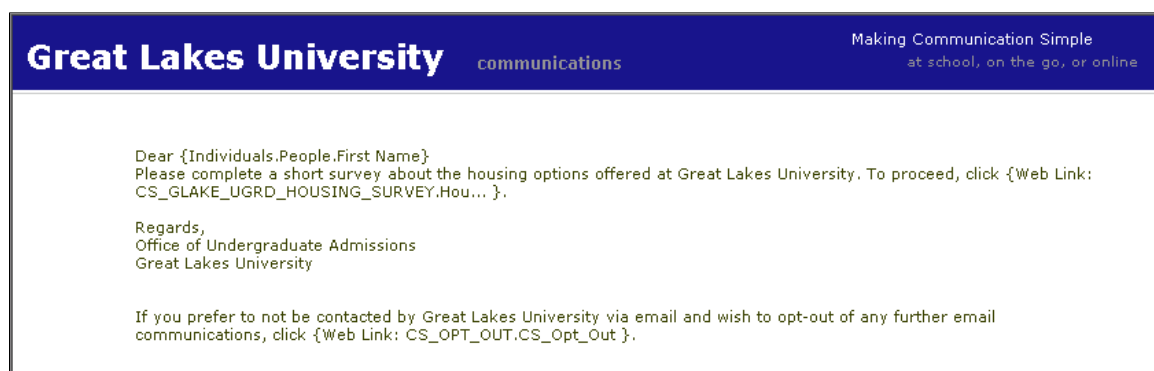 Great Lakes University communications
Making Communication Simple
at school, on the go, or online
Dear {Individuals.People.First Name}
Please complete a short survey about the housing options offered at Great Lakes University. To proceed, click {Web Link:
CS_GLAKE_UGRD_HOUSING_SURVEY.Hou... }.
Regards,
Office of Undergraduate Admissions
Great Lakes University
If you prefer to not be contacted by Great Lakes University via email and wish to opt-out of any further email
communications, click {Web Link: CS_OPT_OUT.CS_Opt_Out }.